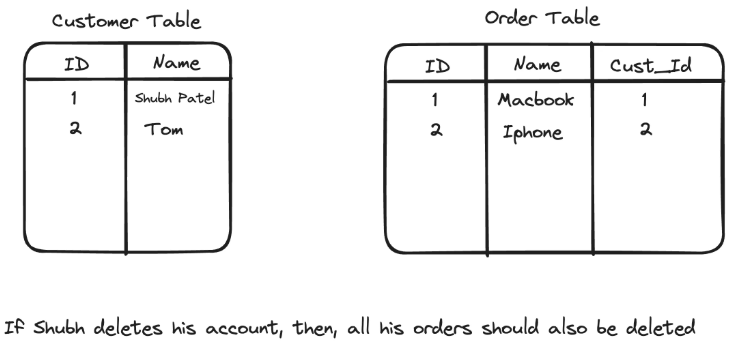 Customer Table
Order Table
ID Name
1 Shubh Patel
2 Tom
ID Name Cust_Id
1 Macbook 1
2 Iphone 2
If Shubh deletes his account, then, all his orders should also be deleted